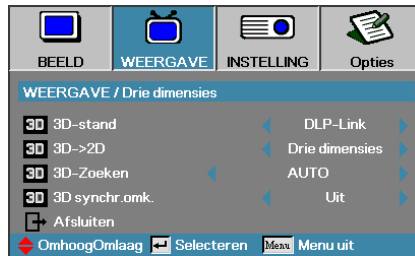 BEELD WEERGAVE INSTELLING Opties
WEERGAVE / Drie dimensies
3D 3D-stand DLP-Link
3D 3D->2D Drie dimensies
3D 3D-Zoeken AUTO
3D 3D synchr.omk. Uit
Afsluiten
OmhoogOmlaag Selecteren Menu Menu uit